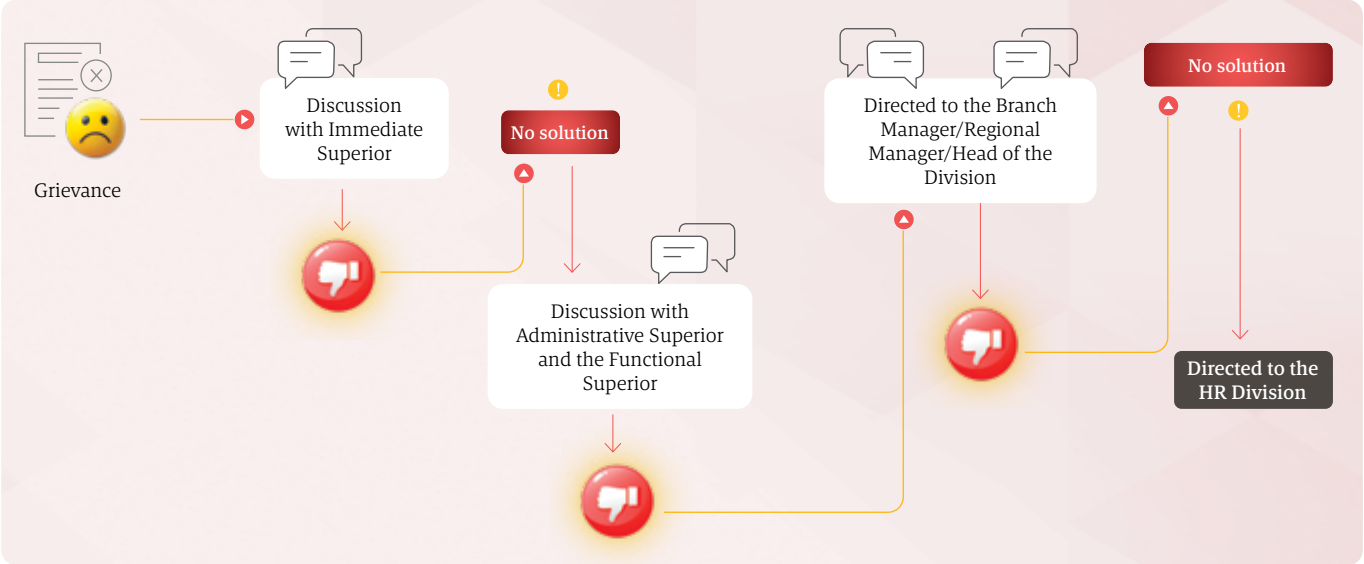 Grievance
Discussion
with Immediate
Superior
No solution
Discussion with
Administrative Superior
and the Functional
Superior
Directed to the Branch
Manager/Regional
Manager/Head of the
Division
No solution
Directed to the
HR Division